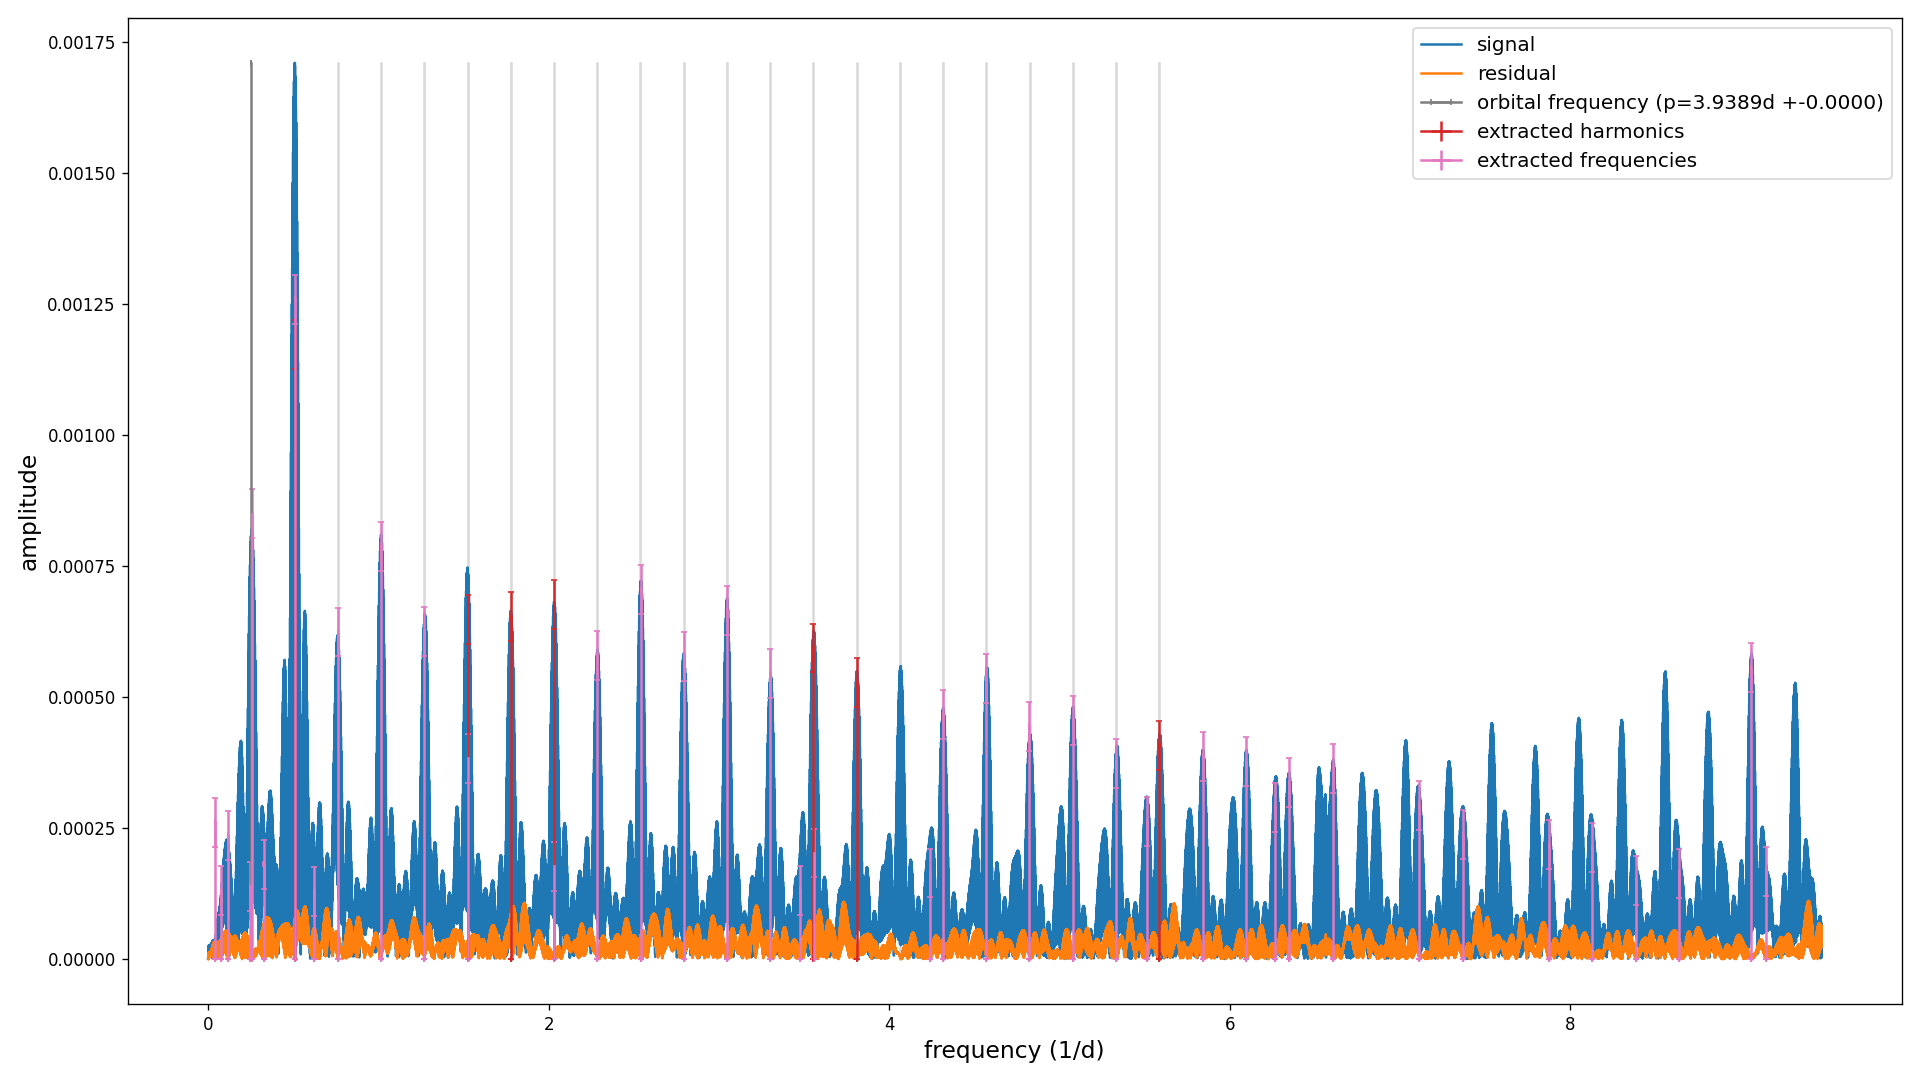 0.00175
0.00150
0.00125
0.00100
0.00075
0.00050
0.00025
0.00000
amplitude
signal
residual
orbital frequency (p=3.9389d +-0.0000)
extracted harmonics
extracted frequencies
0 2 4 6 8
frequency (1/d)